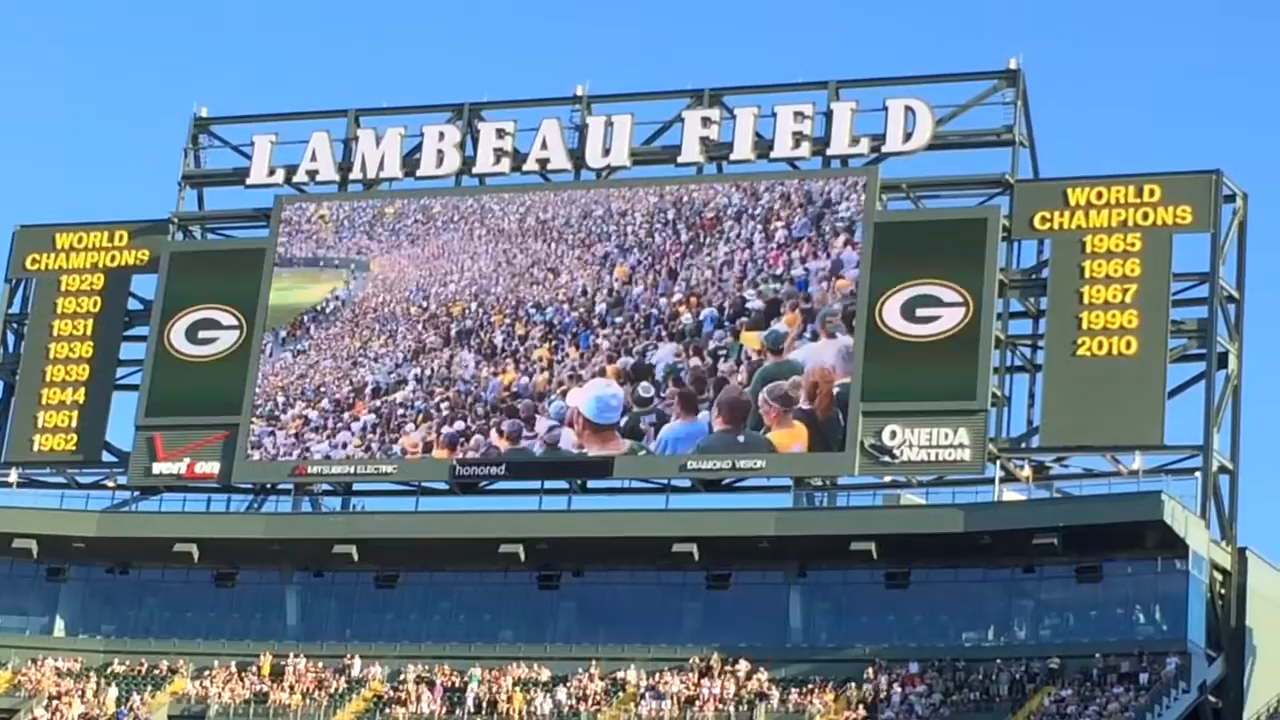 LAMBEAU FIELD
WORLD
CHAMPIONS
1929
1930
1931
1936
1939
1944
1961
1962
G
verizon
MITSUBISHI ELECTRIC
honored.
DIAMOND VISION
G
ONEIDA
NATION
WORLD
CHAMPIONS
1965
1966
1967
1996
2010